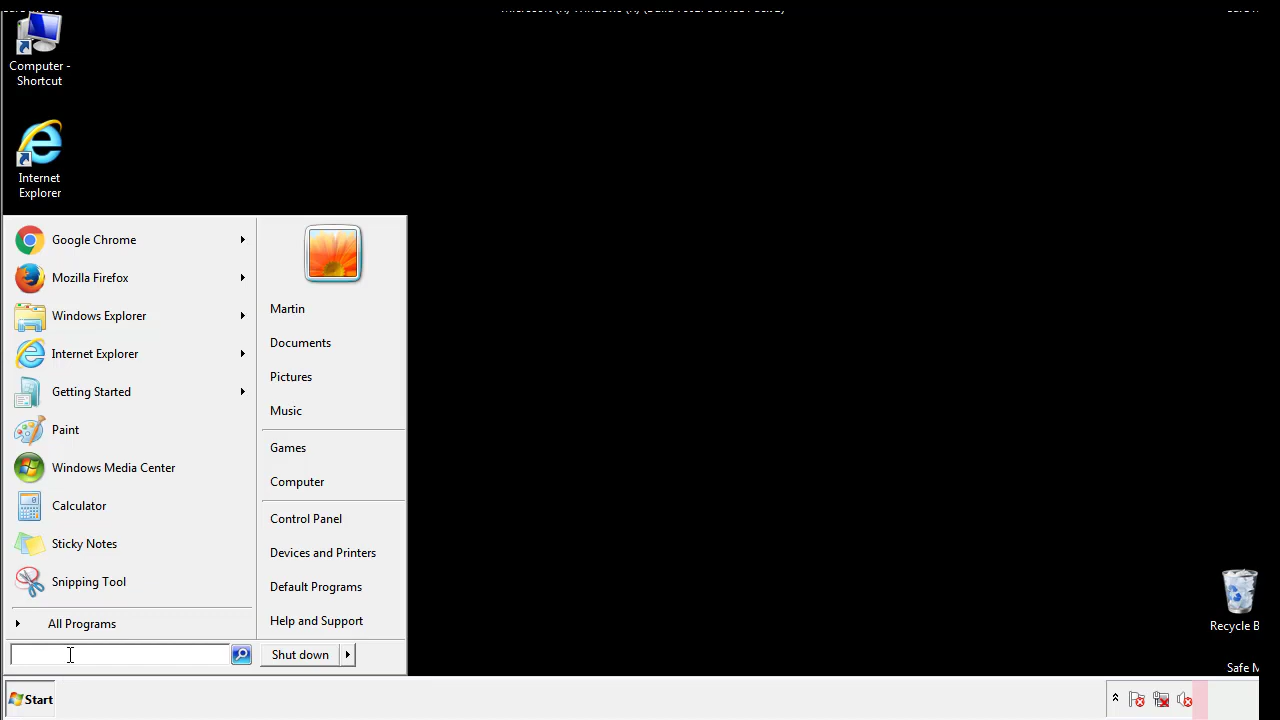 Computer -
Shortcut
Internet
Explorer
Google Chrome
Mozilla Firefox
Windows Explorer
Internet Explorer
Getting Started
Paint
Windows Media Center
Calculator
Sticky Notes
Snipping Tool
All Programs
Martin
Documents
Pictures
Music
Games
Computer
Control Panel
Devices and Printers
Default Programs
Help and Support
Shut down
Recycle B
Safe M
Start